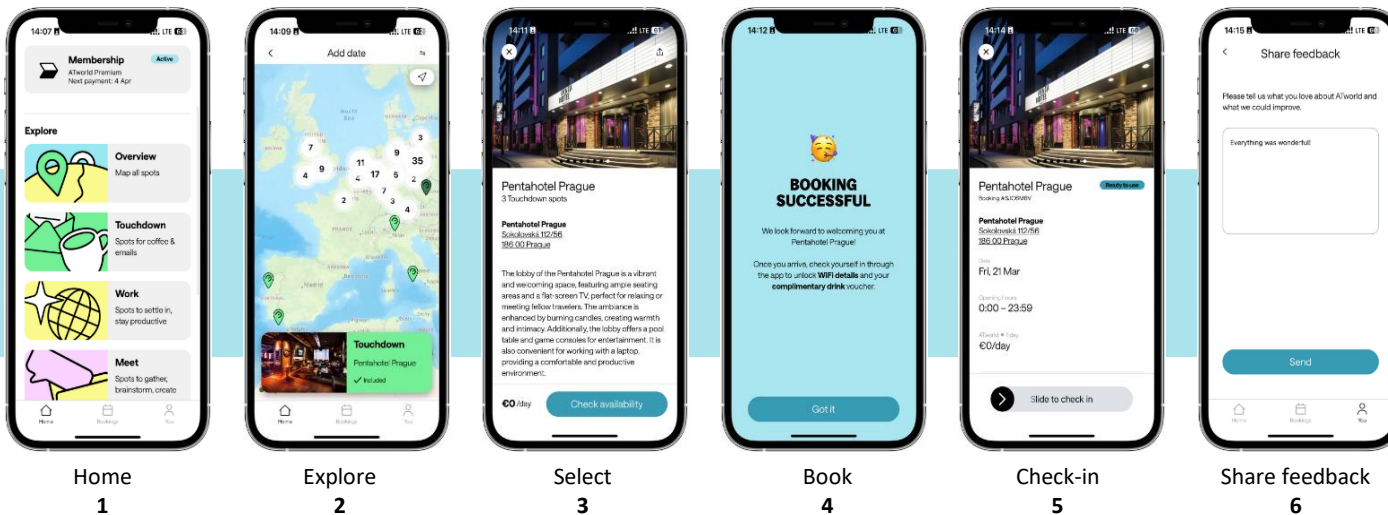 14:07
LTE
Membership
Active
ATworld Premium
Next payment: 4 Apr
Explore
Overview
Map all spots
Touchdown
Spots for coffee &
emails
Work
Spots to settle in,
stay productive
Meet
Spots to gather,
brainstorm, create
Home
Bookings
You
Home
1
14:09
LTE
Add date
3
7
9
11
35
4
9
4
17
5
2
7
2
3
4
Madrid
Touchdown
Pentahotel Prague
Included
Home
Bookings
You
Explore
2
14:11
LTE
Pentahotel Prague
3 Touchdown spots
Pentahotel Prague
Sokolovská 112/56
186 00 Prague
The lobby of the Pentahotel Prague is a vibrant
and welcoming space, featuring ample seating
areas and a flat-screen TV, perfect for relaxing or
meeting fellow travelers. The ambiance is
enhanced by burning candles, creating warmth
and intimacy. Additionally, the lobby offers a pool
table and game consoles for entertainment. It is
also convenient for working with a laptop,
providing a comfortable and productive
environment.
€0 /day
Check availability
Select
3
14:12
LTE
BOOKING
SUCCESSFUL
We look forward to welcoming you at
Pentahotel Prague!
Once you arrive, check yourself in through
the app to unlock WiFi details and your
complimentary drink voucher.
Got it
Book
4
14:14
LTE
Pentahotel Prague
Ready to use
Pentahotel Prague
Sokolovská 112/56
186 00 Prague
Date
Fri, 21 Mar
Opening hours
0:00 – 23:59
€0/day
Slide to check in
Check-in
5
14:15
LTE
Share feedback
Please tell us what you love about ATworld and
what we could improve.
Everything was wonderful!
Send
Home
Bookings
You
Share feedback
6